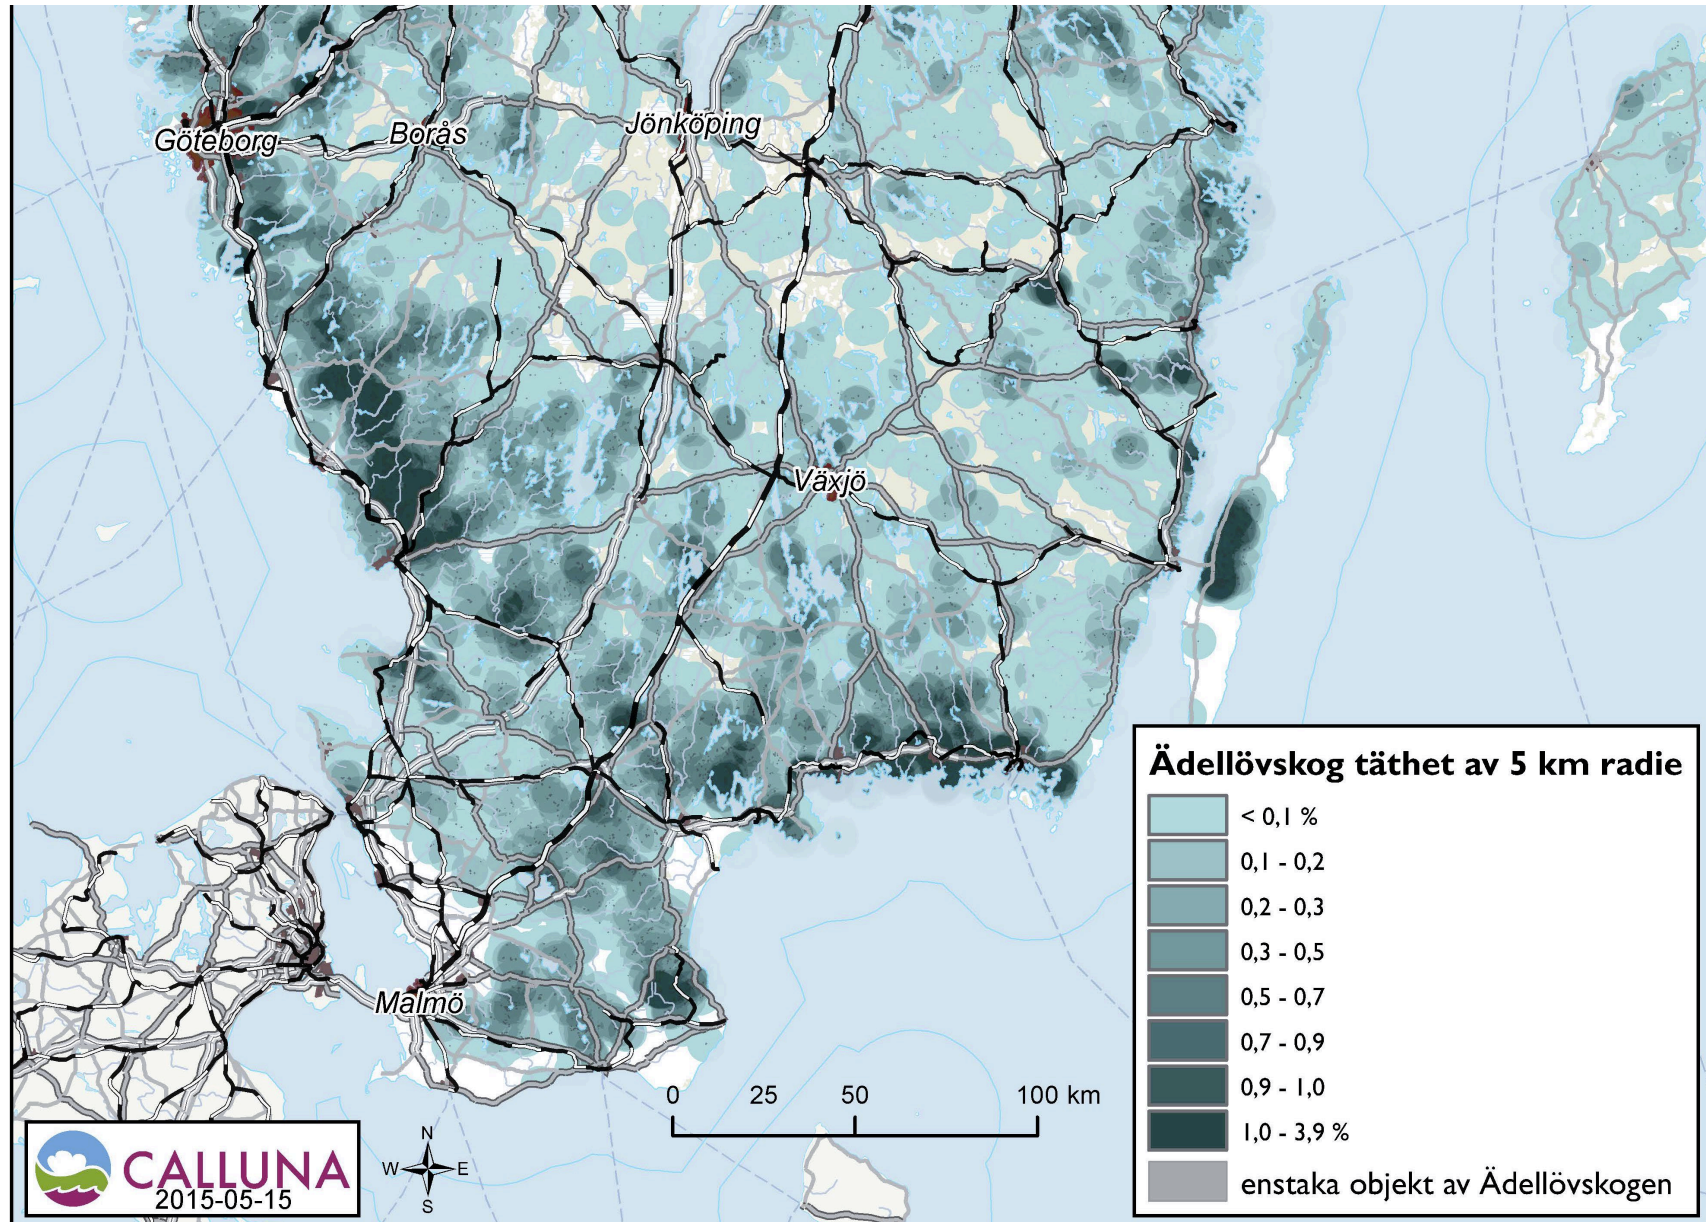 Göteborg
Borås
Jönköping
Växjö
Malmö
Ädellövskog täthet av 5 km radie
< 0,1 %
0,1 - 0,2
0,2 - 0,3
0,3 - 0,5
0,5 - 0,7
0,7 - 0,9
0,9 - 1,0
1,0 - 3,9 %
enstaka objekt av Ädellövskogen
0 25 50 100 km
N
W E
S
CALLUNA
2015-05-15